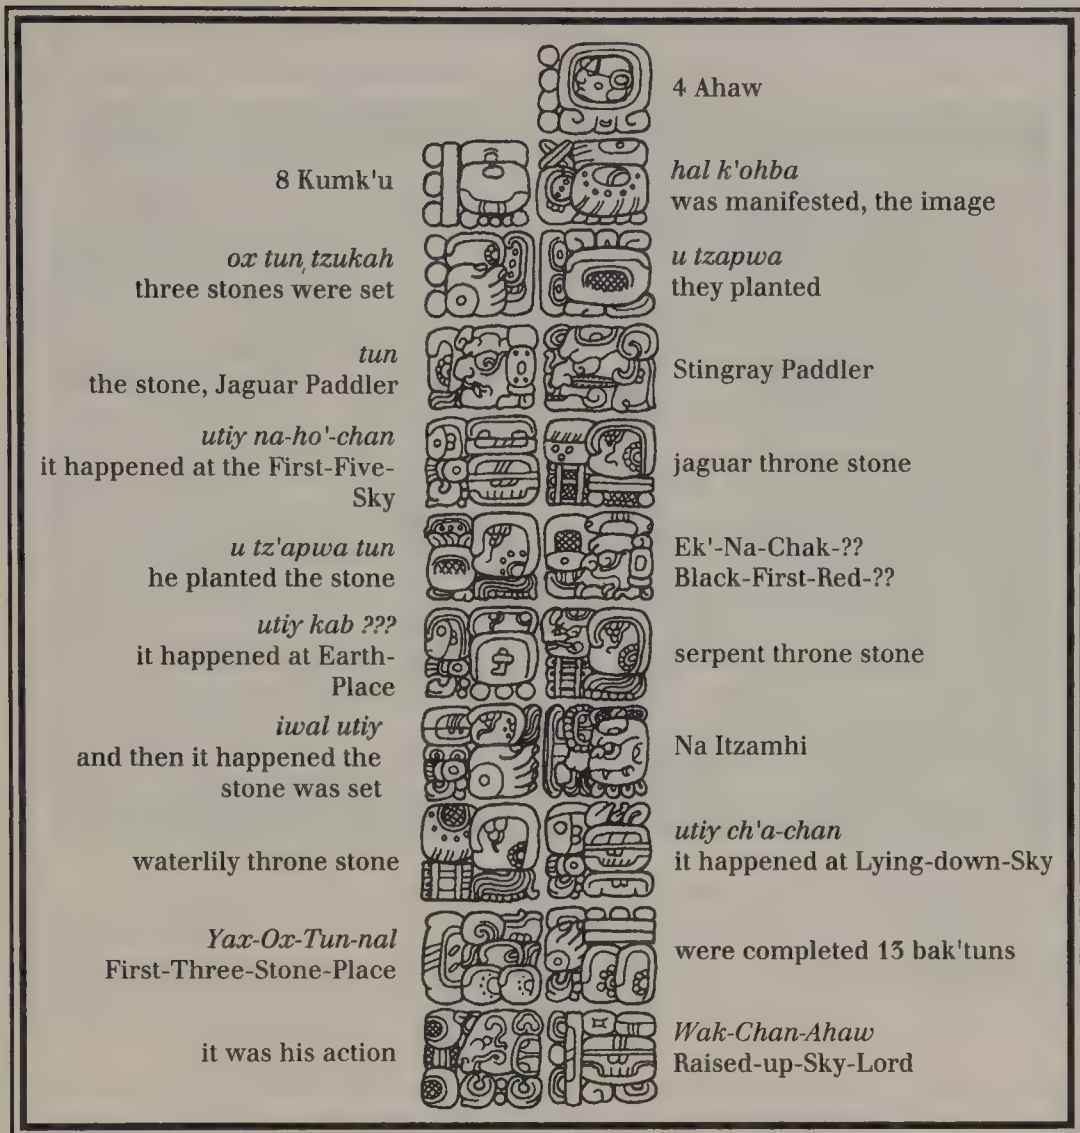 4 Ahaw
8 Kumk'u
hal k'ohba
was manifested, the image
ox tun tzukah
three stones were set
u tzapwa
they planted
tun
the stone, Jaguar Paddler
Stingray Paddler
utiy na-ho'-chan
it happened at the First-Five-
Sky
jaguar throne stone
u tz'apwa tun
he planted the stone
Ek'-Na-Chak-??
Black-First-Red-??
utiy kab ???
it happened at Earth-
Place
serpent throne stone
iwal utiy
and then it happened the
stone was set
Na Itzamhi
waterlily throne stone
utiy ch'a-chan
it happened at Lying-down-Sky
Yax-Ox-Tun-nal
First-Three-Stone-Place
were completed 13 bak'tuns
it was his action
Wak-Chan-Ahaw
Raised-up-Sky-Lord